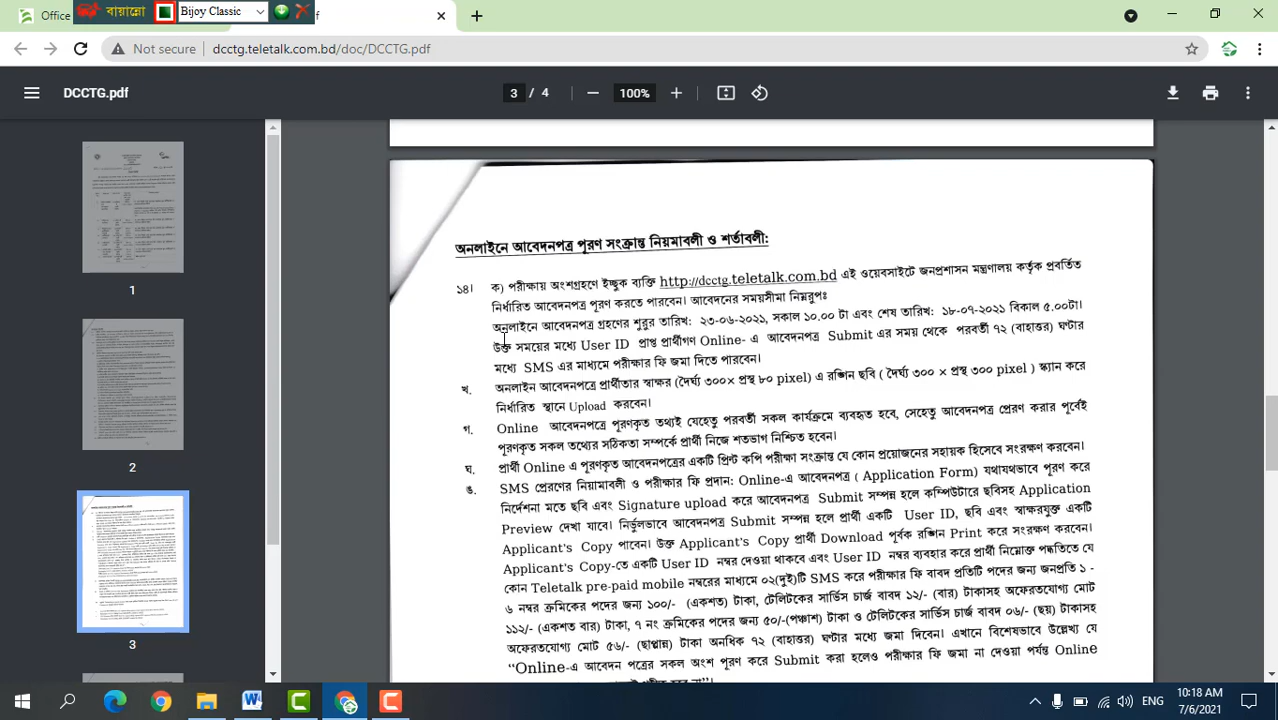 Offi
বায়ান্নো
Bijoy Classic
f
Not secure
dcctg.teletalk.com.bd/doc/DCCTG.pdf
DCCTG.pdf
3 / 4
100%
1
2
3
অনলাইনে আবেদনপত্র পূরণ সংক্রান্ত নিয়মাবলী ও শর্তাবলী:
১৪। ক) পরীক্ষায় অংশগ্রহণে ইচ্ছুক ব্যক্তি http://dcctg.teletalk.com.bd এই ওয়েবসাইটে জনপ্রশাসন মন্ত্রণালয় কর্তৃক প্রবর্তিত
নির্ধারিত আবেদনপত্র পূরণ করতে পারবেন। আবেদনের সময়সীমা নিম্নরুপঃ
অনলাইনে আবেদনপত্র গ্রহণের শুরুর তারিখ: ২৩-০৬-২০২১, সকাল ১০.০০ টা এবং শেষ তারিখ: ১৮-০৭-২০২১ বিকাল ৫.০০টা।
উক্ত সময়ের মধ্যে User ID প্রাপ্ত প্রার্থীগণ Online- এ আবেদনপত্র Submit এর সময় থেকে পরবর্তী ৭২ (বাহাত্তর) ঘন্টার
মধ্যে SMS এর মাধ্যমে পরীক্ষার ফি জমা দিতে পারবেন।
খ. অনলাইন আবেদনপত্রে প্রার্থীতার স্বাক্ষর (দৈর্ঘ্য ৩০০× প্রস্থ ৮০ pixel) এ রঙ্গিন ছবি ( দৈর্ঘ্য ৩০০ × প্রস্থ ৩০০ pixel ) স্ক্যান করে
নির্ধারিত স্থানে Upload করবেন।
গ. Online আবেদনপত্রে পূরণকৃত তথ্যই যেহেতু পরবর্তী সকল কার্যক্রমে ব্যবহৃত হবে, সেহেতু আবেদনপত্র প্রেরণ করার পূর্বেই
পূরণকৃত সকল তথ্যের সঠিকতা সম্পর্কে প্রার্থী নিজে শতভাগ নিশ্চিত হবেন।
ঘ. প্রার্থী Online এ পূরণকৃত আবেদনপত্রের একটি প্রিন্ট কপি পরীক্ষা সংক্রান্ত যে কোন প্রয়োজনের সহায়ক হিসেবে সংরক্ষণ করবেন।
ঙ. SMS প্রেরণের নিয়মাবলী ও পরীক্ষার ফি প্রদান: Online-এ আবেদনপত্র ( Application Form) যথাযথভাবে পূরণ করে
নির্দেশনা মতে ছবি এবং Signature upload করে আবেদনপত্র Submit সম্পন্ন হলে কম্পিউটারে ছবিসহ Application
Preview দেখা যাবে। নির্ভুলভাবে আবেদনপত্র Submit User ID, ছবি এবং স্বাক্ষরযুক্ত একটি
Applicant's Copy পাবেন। উক্ত Applicant's Copy প্রার্থী Download পূর্বক রঙ্গিন Print করে সংরক্ষণ করবেন।
Applicant's Copy-তে একটি User ID নম্বর দেওয়া থাকবে এবং User ID নম্বর ব্যবহার করে প্রার্থী নিম্নোক্ত পদ্ধতিতে যে
কোন Teletalk pre-paid mobile নম্বরের মাধ্যমে ০২(দুই)টি SMS করে পরীক্ষার ফি বাবদ প্রতিটি পদের জন্য জনপ্রতি ১ -
৬ নম্বর ক্রমিকের পদের জন্য ১০০/- (একশত) টাকা, টেলিটকের সার্ভিস চার্জ বাবদ ১২/- (বার) টাকাসহ অফেরতযোগ্য মোট
১১২/- (একশত বার) টাকা, ৭ নং ক্রমিকের পদের জন্য ৫০/-(পঞ্চাশ) টাকা ও টেলিটকের সার্ভিস চার্জ বাবদ ০৬/- (ছয়) টাকাসহ
অফেরতযোগ্য মোট ৫৬/- (ছাপ্পান্ন) টাকা অনধিক ৭২ (বাহাত্তর) ঘন্টার মধ্যে জমা দিবেন। এখানে বিশেষভাবে উল্লেখ্য যে
“Online-এ আবেদন পত্রের সকল অংশ পূরণ করে Submit করা হলেও পরীক্ষার ফি জমা না দেওয়া পর্যন্ত Online
ENG
10:18 AM
7/6/2021